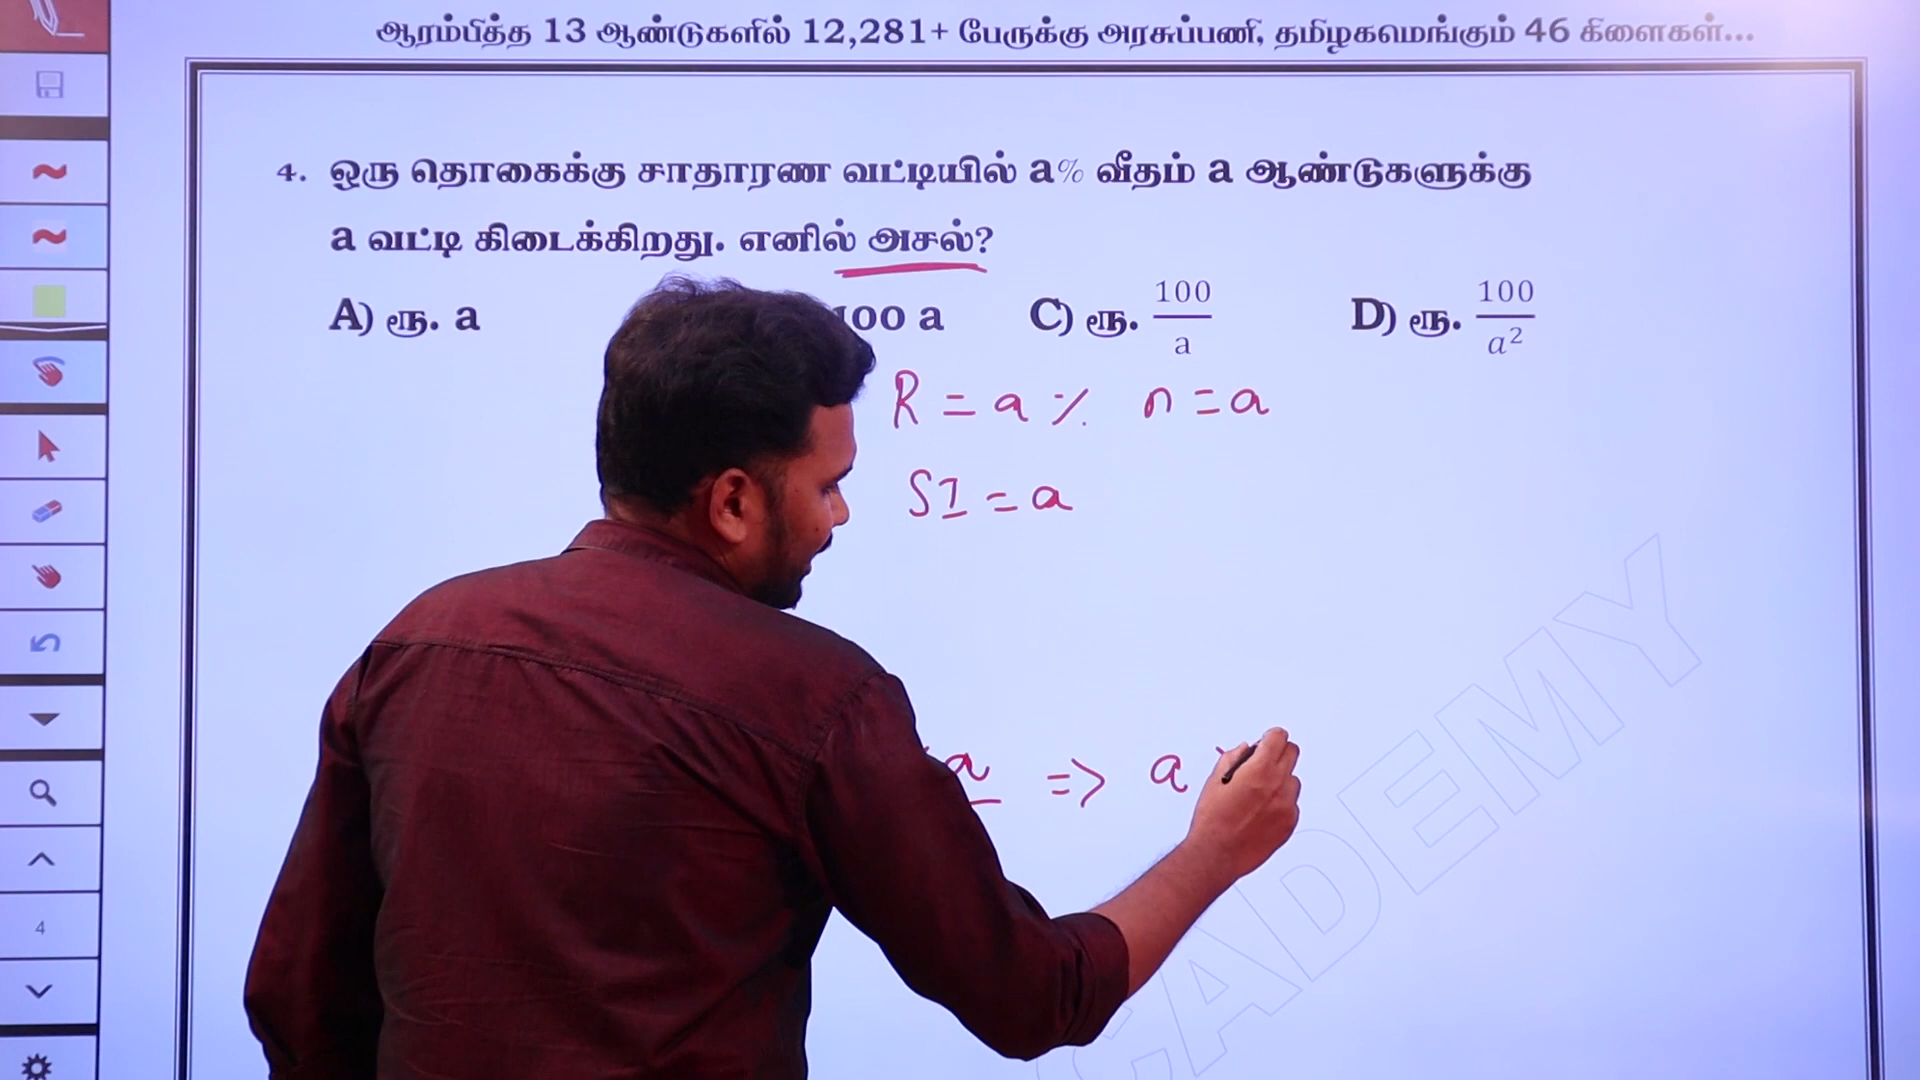 ஆரம்பித்த 13 ஆண்டுகளில் 12,281+ பேருக்கு அரசுப்பணி, தமிழகமெங்கும் 46 கிளைகள்...
4. ஒரு தொகைக்கு சாதாரண வட்டியில் a% வீதம் a ஆண்டுகளுக்கு
a வட்டி கிடைக்கிறது. எனில் அசல்?
A) ரூ. a 100 a C) ரூ. 100/a D) ரூ. 100/a²
R = a % n = a
SI = a
a => a
4